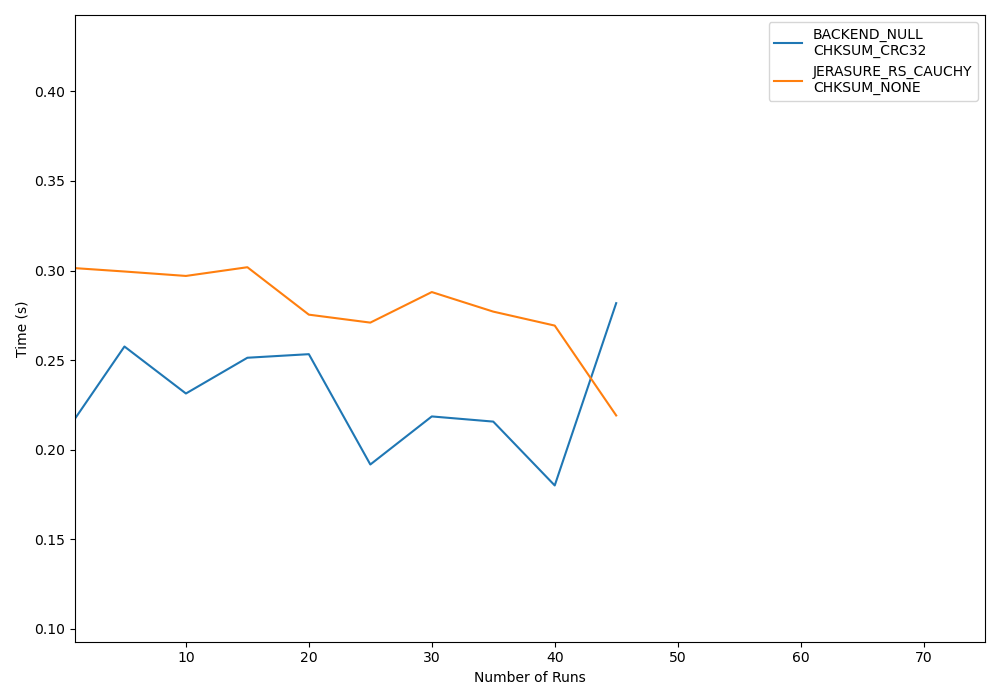 BACKEND_NULL
CHKSUM_CRC32
JERASURE_RS_CAUCHY
CHKSUM_NONE
0.40
0.35
0.30
0.25
0.20
0.15
0.10
Time (s)
10 20 30 40 50 60 70
Number of Runs